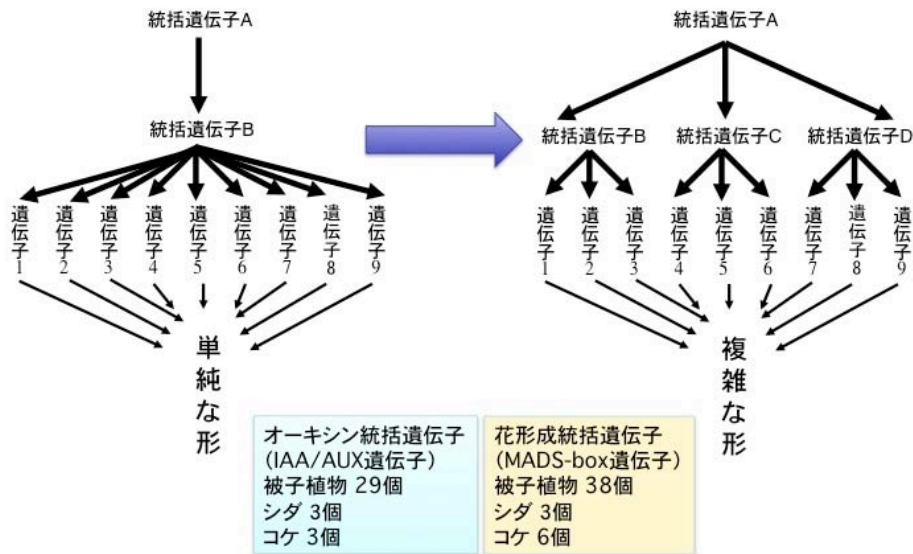 統括遺伝子A
統括遺伝子B
遺伝子1
遺伝子2
遺伝子3
遺伝子4
遺伝子5
遺伝子6
遺伝子7
遺伝子8
遺伝子9
単純な形
統括遺伝子A
統括遺伝子B
統括遺伝子C
統括遺伝子D
遺伝子1
遺伝子2
遺伝子3
遺伝子4
遺伝子5
遺伝子6
遺伝子7
遺伝子8
遺伝子9
複雑な形
オーキシン統括遺伝子
(IAA/AUX遺伝子)
被子植物 29個
シダ 3個
コケ 3個
花形成統括遺伝子
(MADS-box遺伝子)
被子植物 38個
シダ 3個
コケ 6個